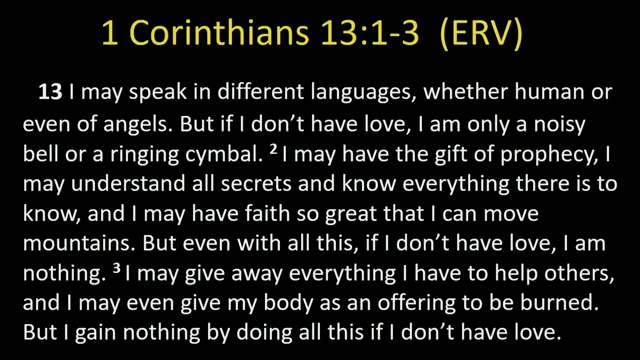 1 Corinthians 13:1-3 (ERV)
13 I may speak in different languages, whether human or
even of angels. But if I don’t have love, I am only a noisy
bell or a ringing cymbal. 2 I may have the gift of prophecy, I
may understand all secrets and know everything there is to
know, and I may have faith so great that I can move
mountains. But even with all this, if I don’t have love, I am
nothing. 3 I may give away everything I have to help others,
and I may even give my body as an offering to be burned.
But I gain nothing by doing all this if I don’t have love.